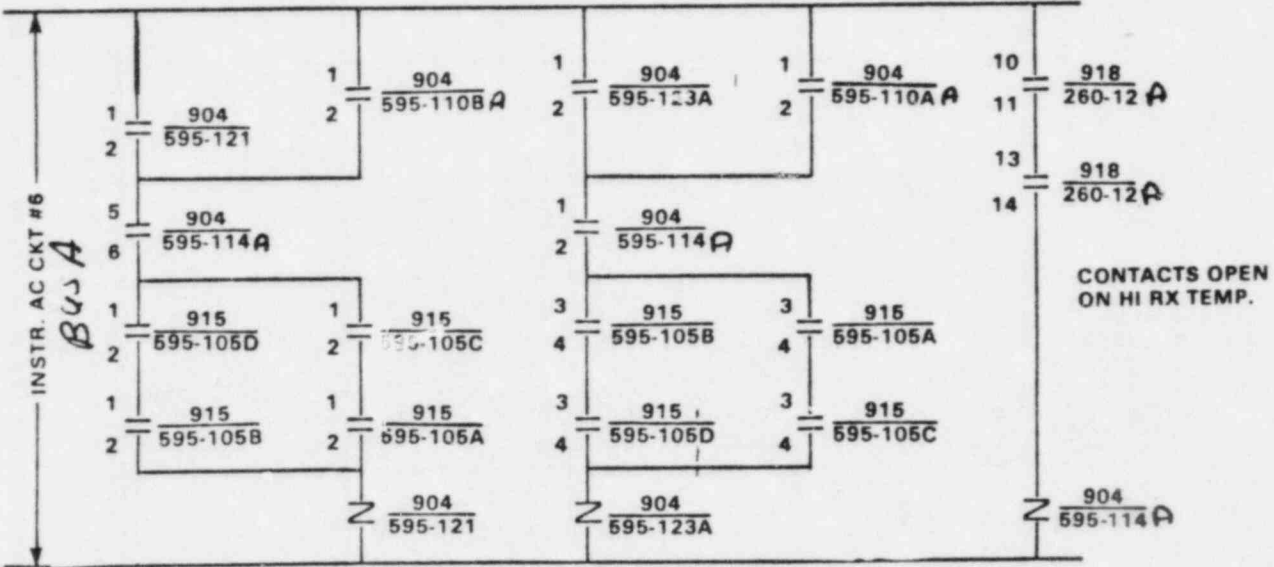 INSTR. AC CKT #6
Bus A
1
2
904
595-121
1
2
904
595-110B A
5
6
904
595-114 A
1
2
915
595-105D
1
2
915
595-105C
1
2
915
595-105B
1
2
915
595-105A
904
595-121
1
2
904
595-123A
1
2
904
595-110A A
1
2
904
595-114 A
3
4
915
595-105B
3
4
915
595-105A
3
4
915
595-105D
3
4
915
595-105C
904
595-123A
10
11
918
260-12 A
13
14
918
260-12 A
CONTACTS OPEN
ON HI RX TEMP.
904
595-114 A